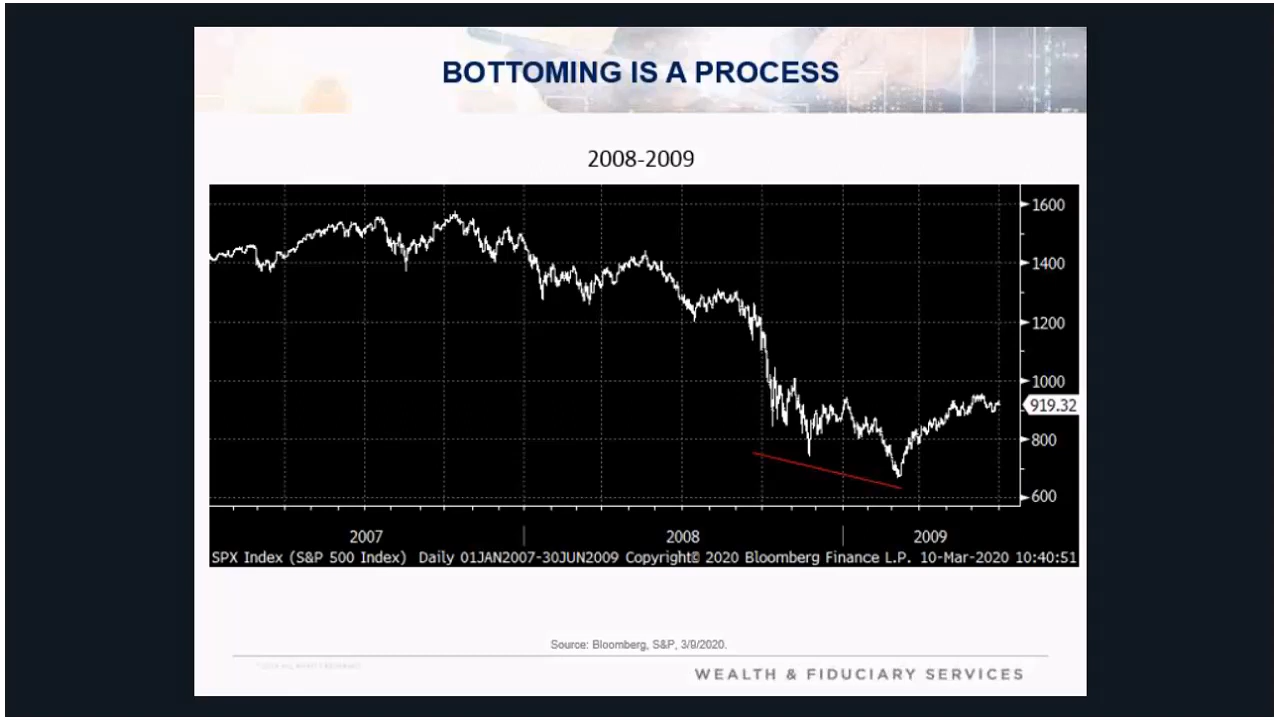 BOTTOMING IS A PROCESS
2008-2009
1600
1400
1200
1000
919.32
800
600
2007 2008 2009
SPX Index (S&P 500 Index) Daily 01JAN2007-30JUN2009 Copyright© 2020 Bloomberg Finance L.P. 10-Mar-2020 10:40:51
Source: Bloomberg, S&P, 3/9/2020.
WEALTH & FIDUCIARY SERVICES